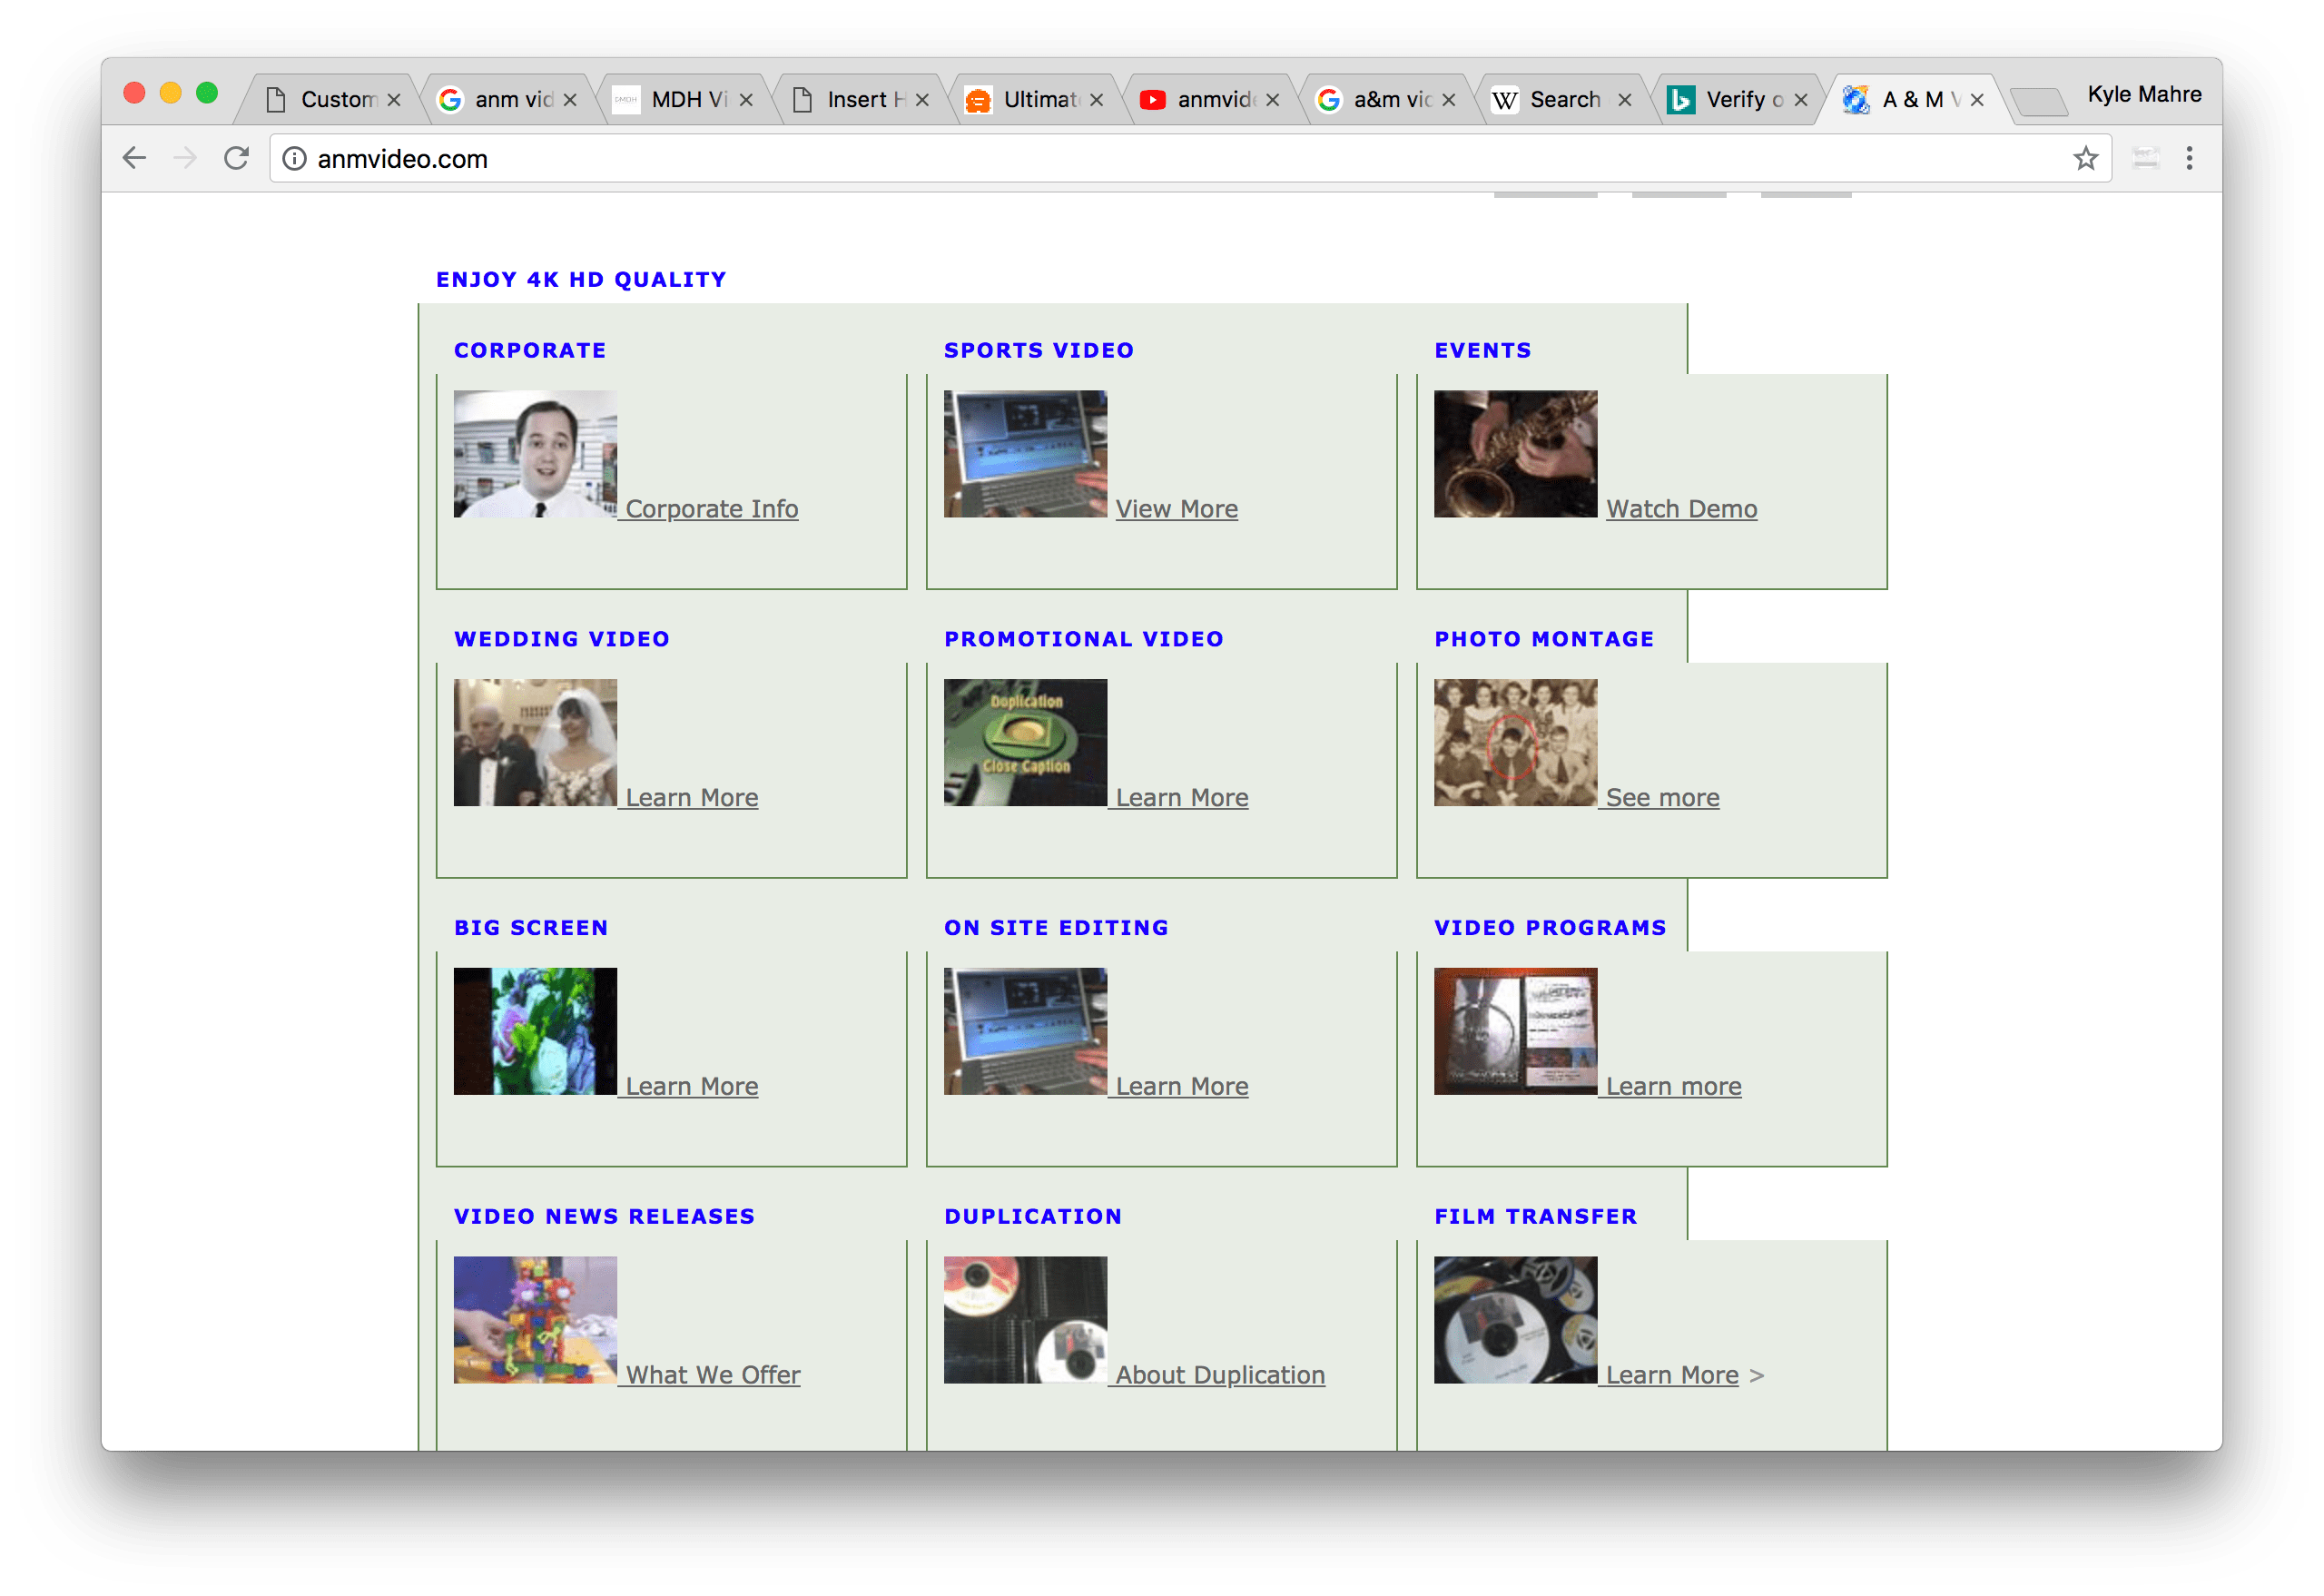 Custom
anm vid
MDH Vi
Insert H
Ultimat
anmvide
a&m vid
Search
Verify o
A & M V
Kyle Mahre
anmvideo.com
ENJOY 4K HD QUALITY
CORPORATE
SPORTS VIDEO
EVENTS
Corporate Info
View More
Watch Demo
WEDDING VIDEO
PROMOTIONAL VIDEO
PHOTO MONTAGE
Duplication
Close Caption
Learn More
Learn More
See more
BIG SCREEN
ON SITE EDITING
VIDEO PROGRAMS
Learn More
Learn More
Learn more
VIDEO NEWS RELEASES
DUPLICATION
FILM TRANSFER
What We Offer
About Duplication
Learn More >